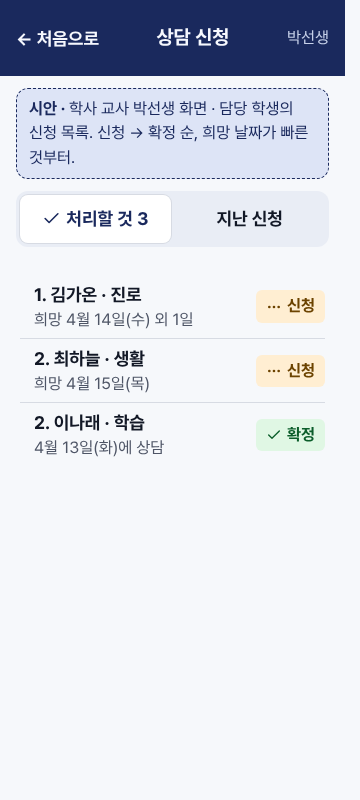 ← 처음으로
상담 신청
박선생
시안 · 학사 교사 박선생 화면 · 담당 학생의
신청 목록. 신청 → 확정 순, 희망 날짜가 빠른
것부터.
✓ 처리할 것 3
지난 신청
1. 김가온 · 진로
희망 4월 14일(수) 외 1일
··· 신청
2. 최하늘 · 생활
희망 4월 15일(목)
··· 신청
2. 이나래 · 학습
4월 13일(화)에 상담
✓ 확정